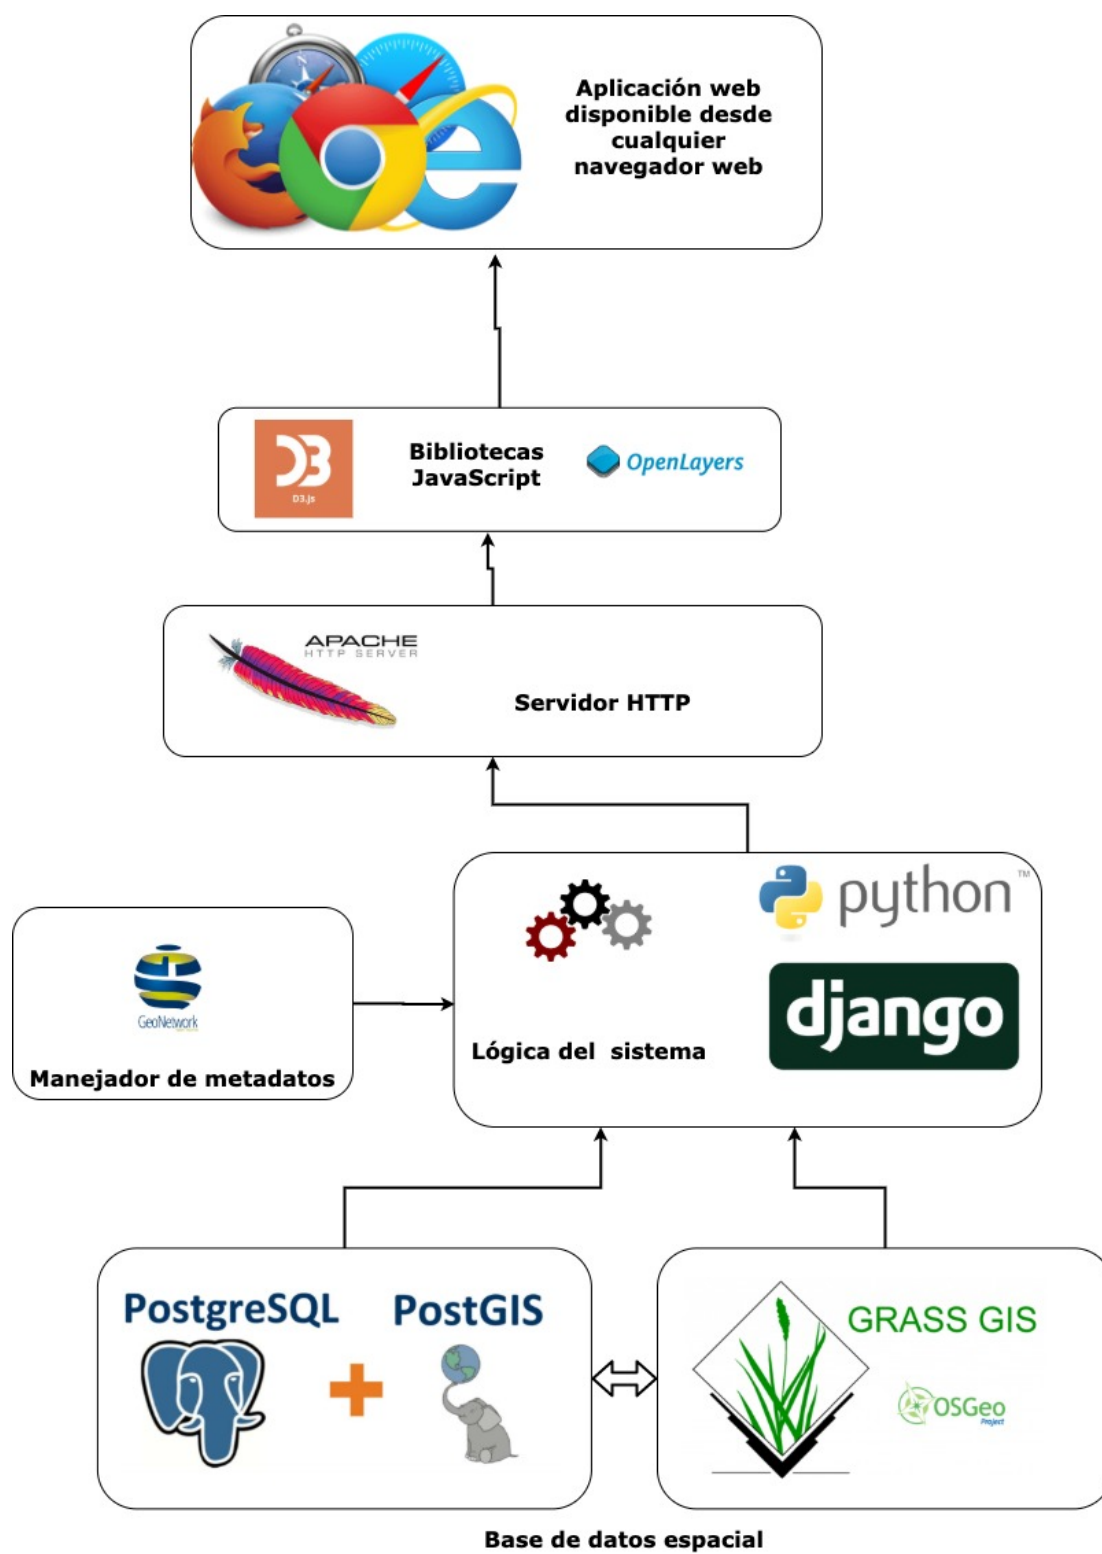 Aplicación web
disponible desde
cualquier
navegador web
D3
D3.js
Bibliotecas
JavaScript
OpenLayers
APACHE
HTTP SERVER
Servidor HTTP
python™
django
Lógica del sistema
GeoNetwork
Manejador de metadatos
PostgreSQL
PostGIS
GRASS GIS
OSGeo
Project
Base de datos espacial